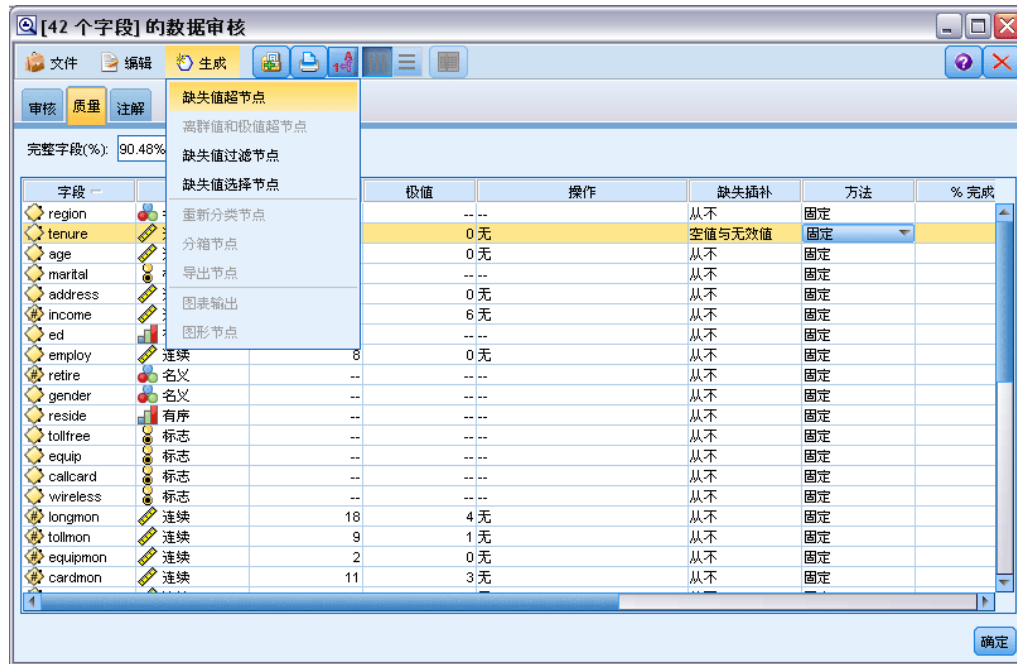 [42 个字段] 的数据审核
文件 编辑 生成
审核 质量 注解
缺失值超节点
离群值和极值超节点
缺失值过滤节点
缺失值选择节点
重新分类节点
分箱节点
导出节点
图表输出
图形节点
完整字段(%): 90.48%
字段 极值 操作 缺失插补 方法 % 完成
region -- -- 从不 固定
tenure 0 无 空值与无效值 固定
age 0 无 从不 固定
marital -- -- 从不 固定
address 0 无 从不 固定
income 6 无 从不 固定
ed -- -- 从不 固定
employ 连续 8 0 无 从不 固定
retire 名义 -- -- -- 从不 固定
gender 名义 -- -- -- 从不 固定
reside 有序 -- -- -- 从不 固定
tollfree 标志 -- -- -- 从不 固定
equip 标志 -- -- -- 从不 固定
callcard 标志 -- -- -- 从不 固定
wireless 标志 -- -- -- 从不 固定
longmon 连续 18 4 无 从不 固定
tollmon 连续 9 1 无 从不 固定
equipmon 连续 2 0 无 从不 固定
cardmon 连续 11 3 无 从不 固定
确定